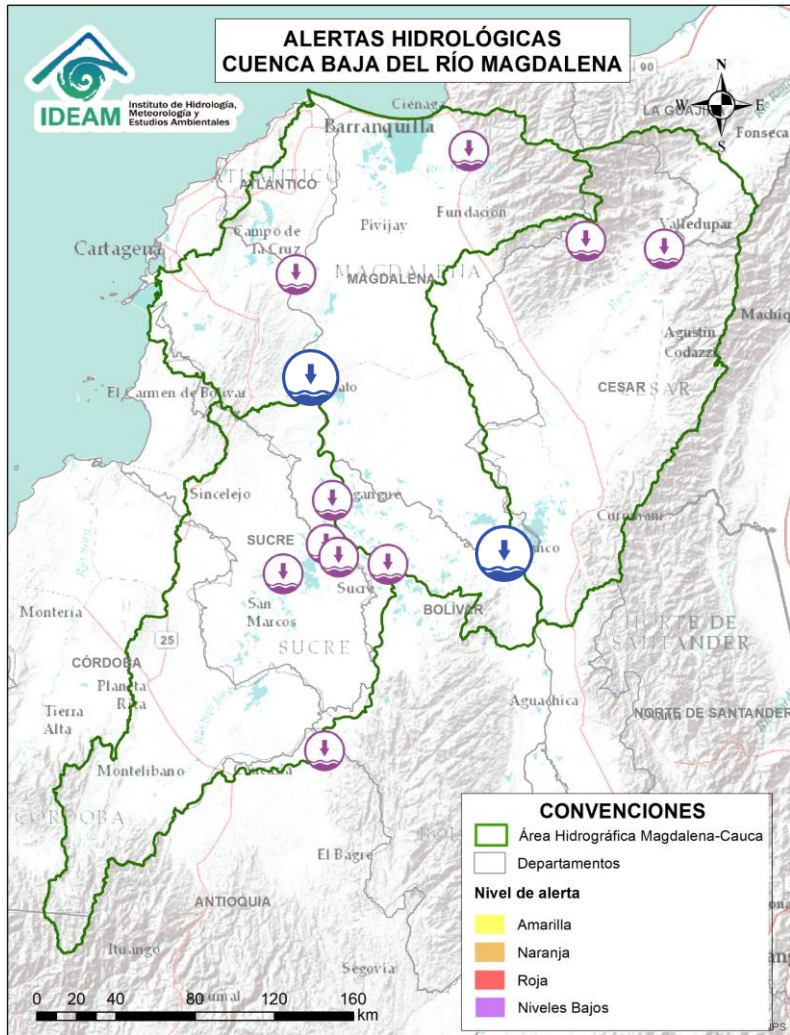 ALERTAS HIDROLÓGICAS
CUENCA BAJA DEL RÍO MAGDALENA
IDEAM
Instituto de Hidrología,
Meteorología y
Estudios Ambientales
N
W
E
S
90
LA GUAJIRA
Fonseca
Ciénaga
Barranquilla
ATLÁNTICO
ATLÁNTICO
Fundación
Pivijay
Valledupar
Campo de
la Cruz
Cartagena
MAGDALENA
MAGDALENA
Agustín
Codazzi
CESAR
CESAR
El Carmen de Bolívar
Sincelejo
SUCRE
Curumaní
Sucre
San
Marcos
BOLÍVAR
Montería
25
SUCRE
NORTE DE
SANTANDER
CÓRDOBA
Planeta
Rica
Aguachica
NORTE DE SANTANDER
Tierra
Alta
Montelíbano
CÓRDOBA
El Bagre
ANTIOQUIA
Ituango
Segovia
0 20 40 80 120 160
km
CONVENCIONES
Área Hidrográfica Magdalena-Cauca
Departamentos
Nivel de alerta
Amarilla
Naranja
Roja
Niveles Bajos